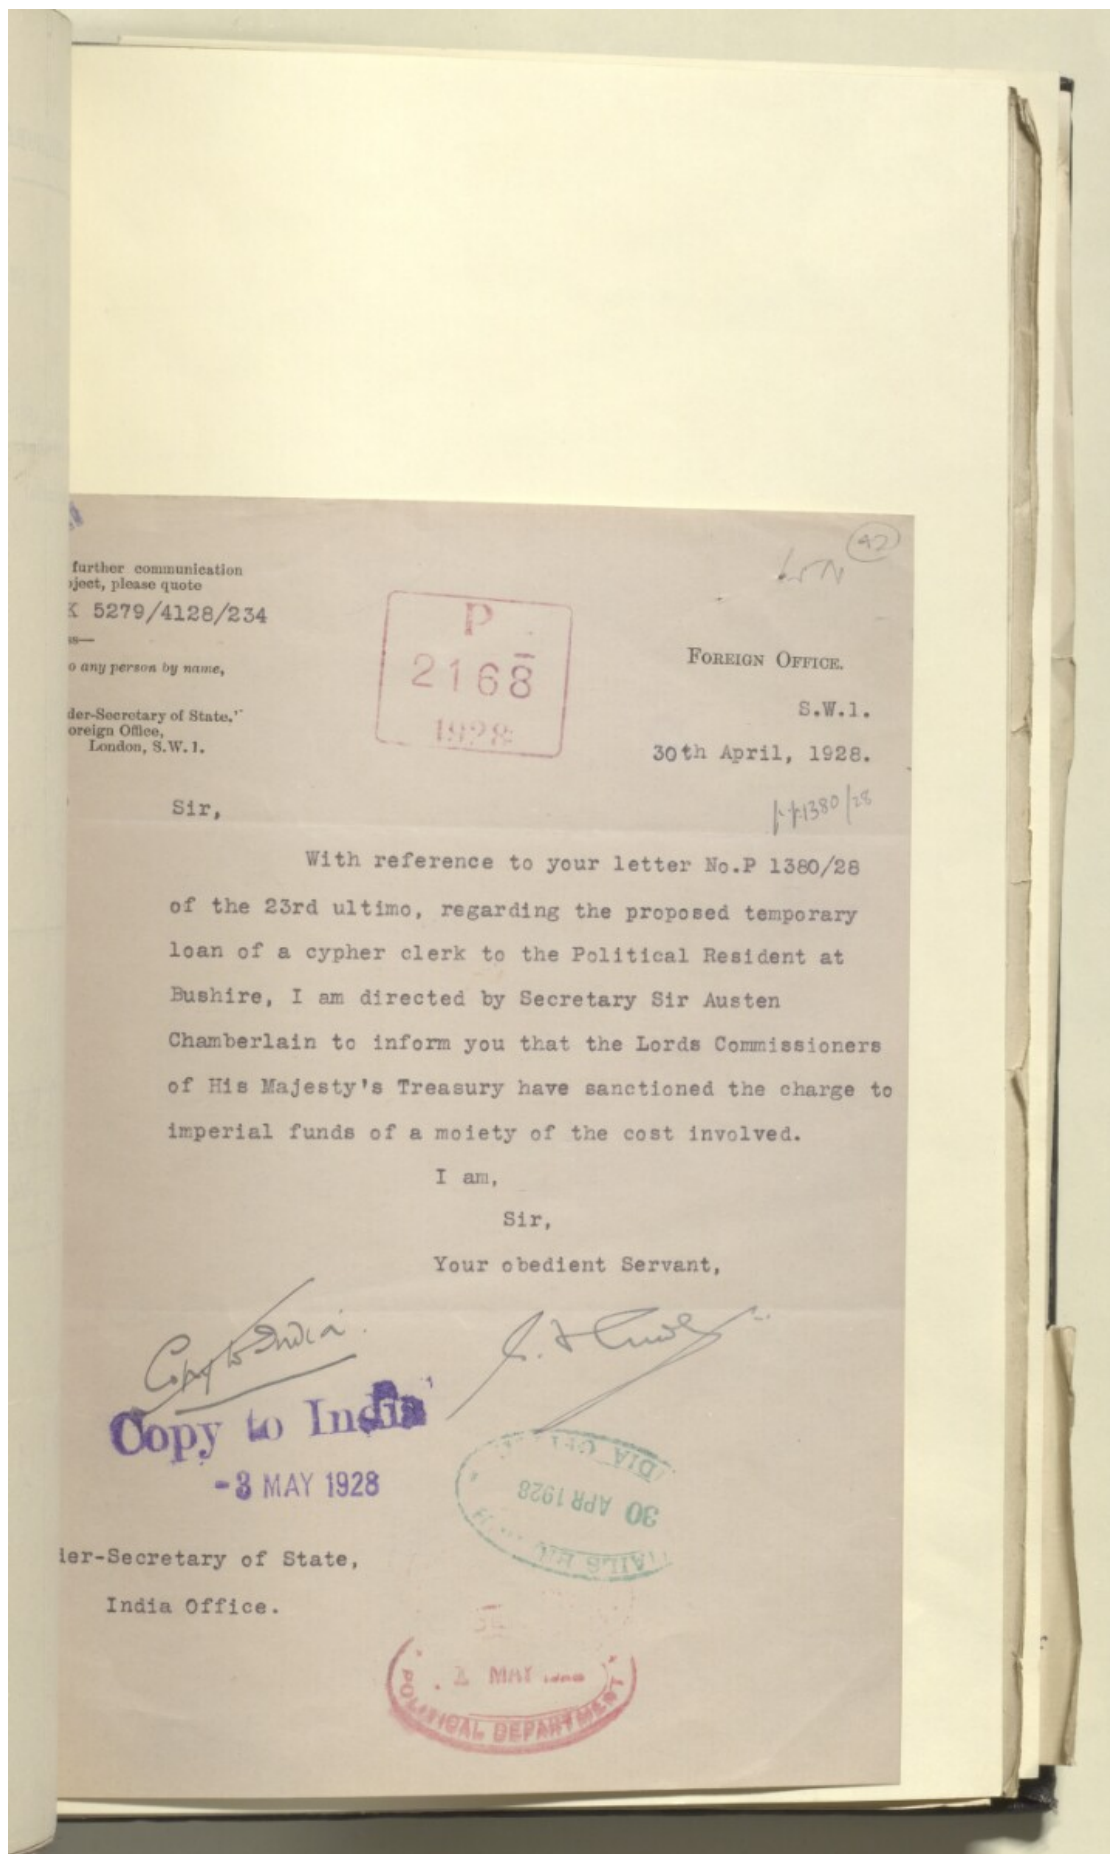 92
further communication
ject, please quote
K 5279/4128/234
o any person by name,
der-Secretary of State,"
oreign Office,
London, S.W. 1.
P
2168
1928
FOREIGN OFFICE.
S.W.1.
30th April, 1928.
1380/28
Sir,
With reference to your letter No.P 1380/28
of the 23rd ultimo, regarding the proposed temporary
loan of a cypher clerk to the Political Resident at
Bushire, I am directed by Secretary Sir Austen
Chamberlain to inform you that the Lords Commissioners
of His Majesty's Treasury have sanctioned the charge to
imperial funds of a moiety of the cost involved.
I am,
Sir,
Your obedient Servant,
Copy to India.
Copy to India
-3 MAY 1928
30 APR 1928
der-Secretary of State,
India Office.
MAY
POLITICAL DEPARTMENT